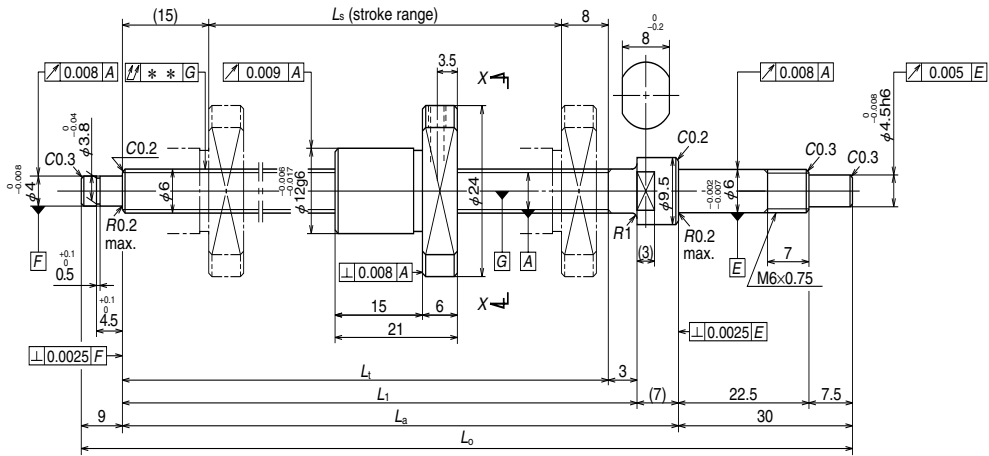 (15)
Ls (stroke range)
8
0
-0.2
8
3.5
X
0.008 A
* * G
0.009 A
0.008 A
0.005 E
0
-0.008
φ4
C0.3
0
-0.04
φ3.8
C0.2
φ6
-0.006
-0.017
φ12g6
φ24
φ9.5
C0.2
-0.002
-0.007
φ6
C0.3
C0.3
0
-0.008
φ4.5h6
F
R0.2
max.
G
A
R1
(3)
R0.2
max.
E
7
M6×0.75
+0.1
0
0.5
+0.1
0
4.5
⊥ 0.008 A
X
15
6
21
⊥ 0.0025 F
⊥ 0.0025 E
Lt
3
L1
(7)
22.5
7.5
9
La
30
Lo